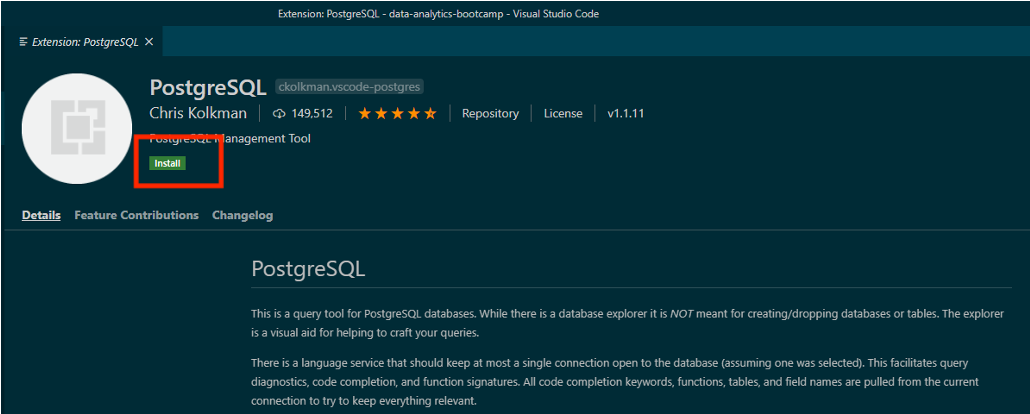 Extension: PostgreSQL - data-analytics-bootcamp - Visual Studio Code
Extension: PostgreSQL
PostgreSQL ckolkman.vscode-postgres
Chris Kolkman 149,512 Repository License v1.1.11
PostgreSQL Management Tool
Install
Details Feature Contributions Changelog
PostgreSQL
This is a query tool for PostgreSQL databases. While there is a database explorer it is NOT meant for creating/dropping databases or tables. The explorer
is a visual aid for helping to craft your queries.
There is a language service that should keep at most a single connection open to the database (assuming one was selected). This facilitates query
diagnostics, code completion, and function signatures. All code completion keywords, functions, tables, and field names are pulled from the current
connection to try to keep everything relevant.